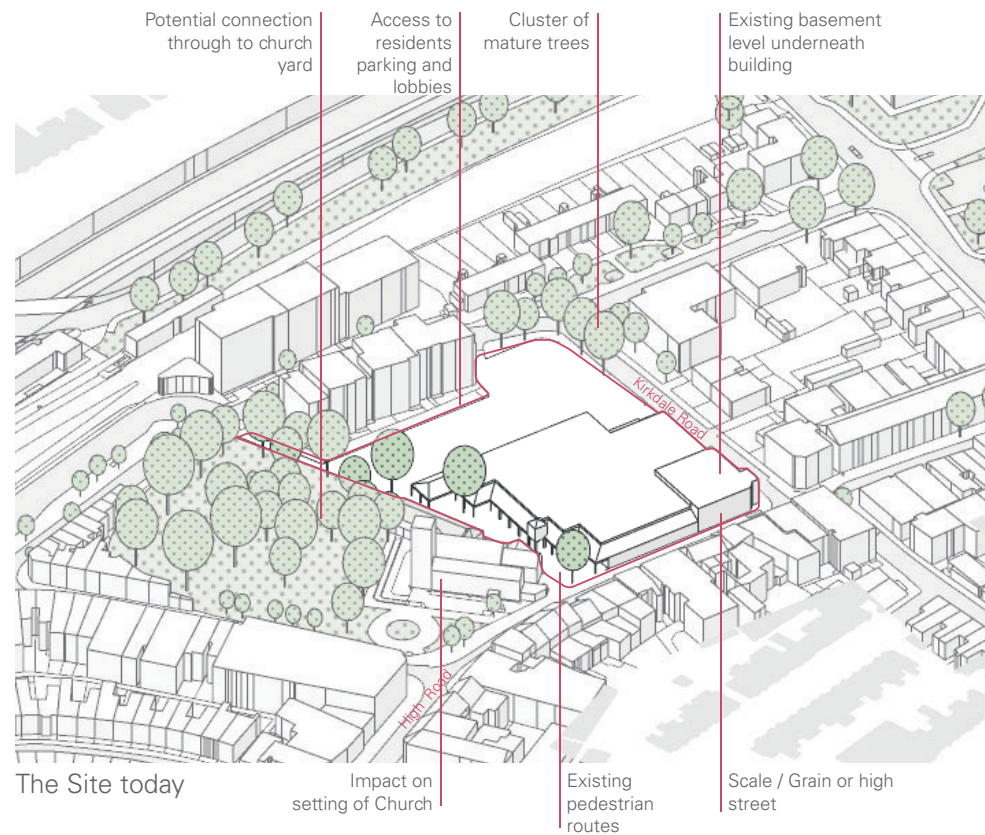 Potential connection
through to church
yard
Access to
residents
parking and
lobbies
Cluster of
mature trees
Existing basement
level underneath
building
Kirkdale Road
High Road
The Site today
Impact on
setting of Church
Existing
pedestrian
routes
Scale / Grain or high
street